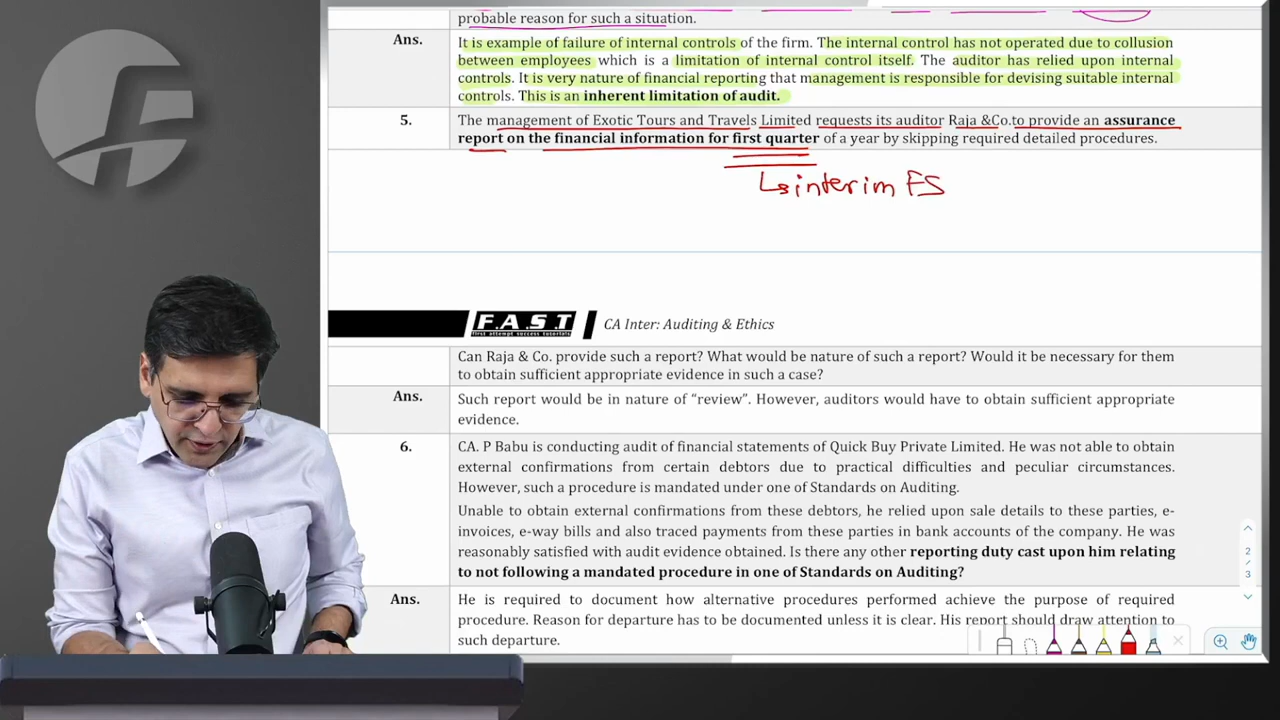 probable reason for such a situation.
Ans.
It is example of failure of internal controls of the firm. The internal control has not operated due to collusion
between employees which is a limitation of internal control itself. The auditor has relied upon internal
controls. It is very nature of financial reporting that management is responsible for devising suitable internal
controls. This is an inherent limitation of audit.
5.
The management of Exotic Tours and Travels Limited requests its auditor Raja &Co.to provide an assurance
report on the financial information for first quarter of a year by skipping required detailed procedures.
↳ interim FS
F.A.S.T
first attempt success tutorials
CA Inter: Auditing & Ethics
Can Raja & Co. provide such a report? What would be nature of such a report? Would it be necessary for them
to obtain sufficient appropriate evidence in such a case?
Ans.
Such report would be in nature of “review”. However, auditors would have to obtain sufficient appropriate
evidence.
6.
CA. P Babu is conducting audit of financial statements of Quick Buy Private Limited. He was not able to obtain
external confirmations from certain debtors due to practical difficulties and peculiar circumstances.
However, such a procedure is mandated under one of Standards on Auditing.
Unable to obtain external confirmations from these debtors, he relied upon sale details to these parties, e-
invoices, e-way bills and also traced payments from these parties in bank accounts of the company. He was
reasonably satisfied with audit evidence obtained. Is there any other reporting duty cast upon him relating
to not following a mandated procedure in one of Standards on Auditing?
Ans.
He is required to document how alternative procedures performed achieve the purpose of required
procedure. Reason for departure has to be documented unless it is clear. His report should draw attention to
such departure.
2
/
3